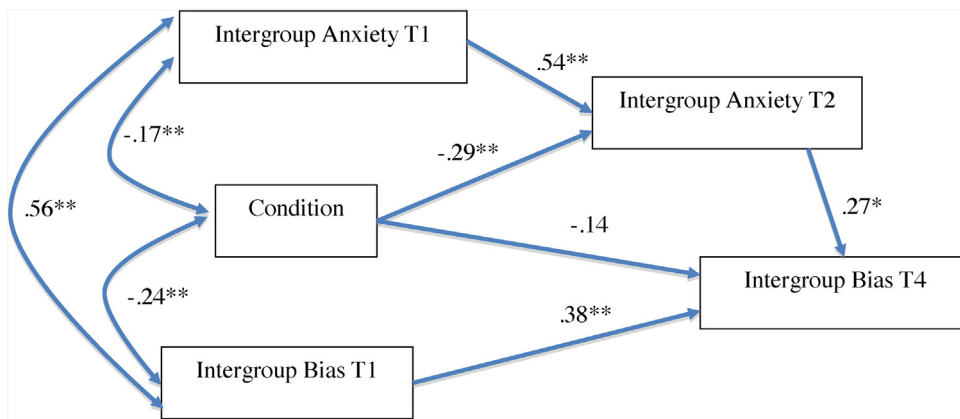 Intergroup Anxiety T1
.54**
Intergroup Anxiety T2
-.17**
-.29**
Condition
.56**
-.14
.27*
-.24**
Intergroup Bias T4
.38**
Intergroup Bias T1